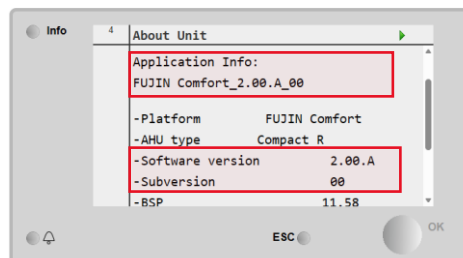 Info
4 About Unit
Application Info:
FUJIN Comfort_2.00.A_00
-Platform FUJIN Comfort
-AHU type Compact R
-Software version 2.00.A
-Subversion 00
-BSP 11.58
ESC
OK